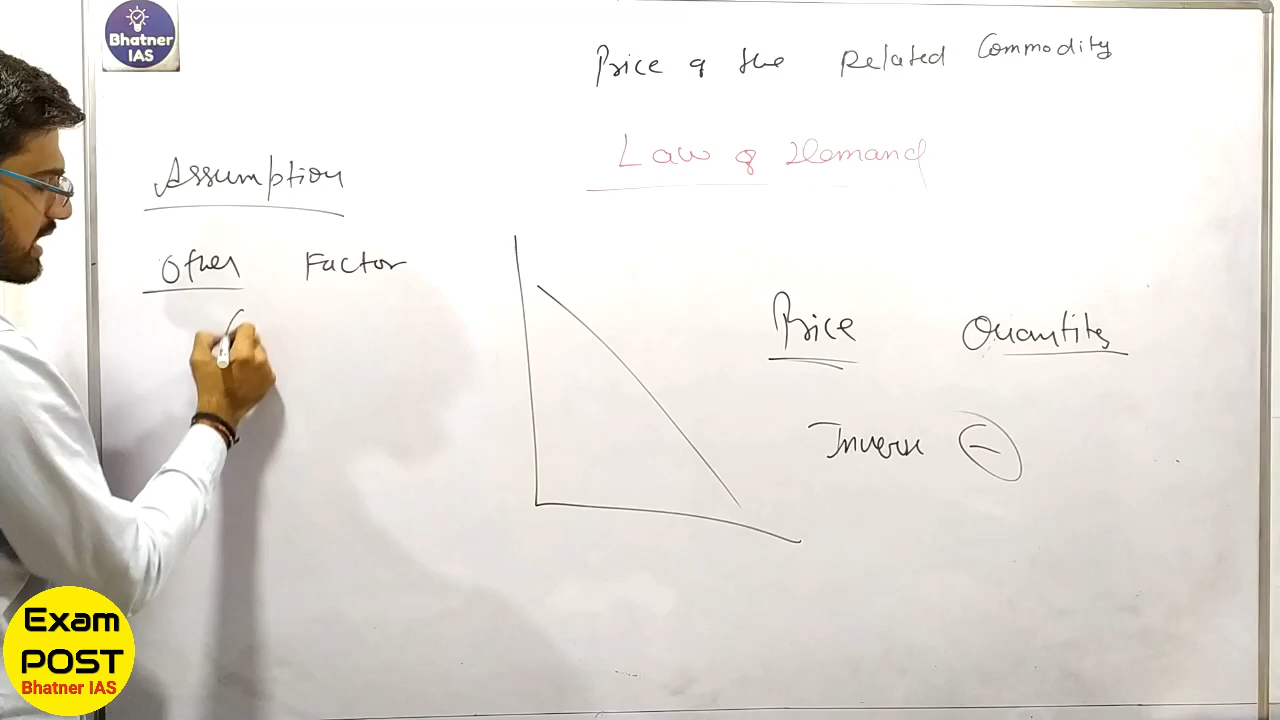 Bhatner
IAS
Price of the Related Commodity
Law of Demand
Assumption
Other Factor
Price Quantity
Inverse −
Exam
POST
Bhatner IAS